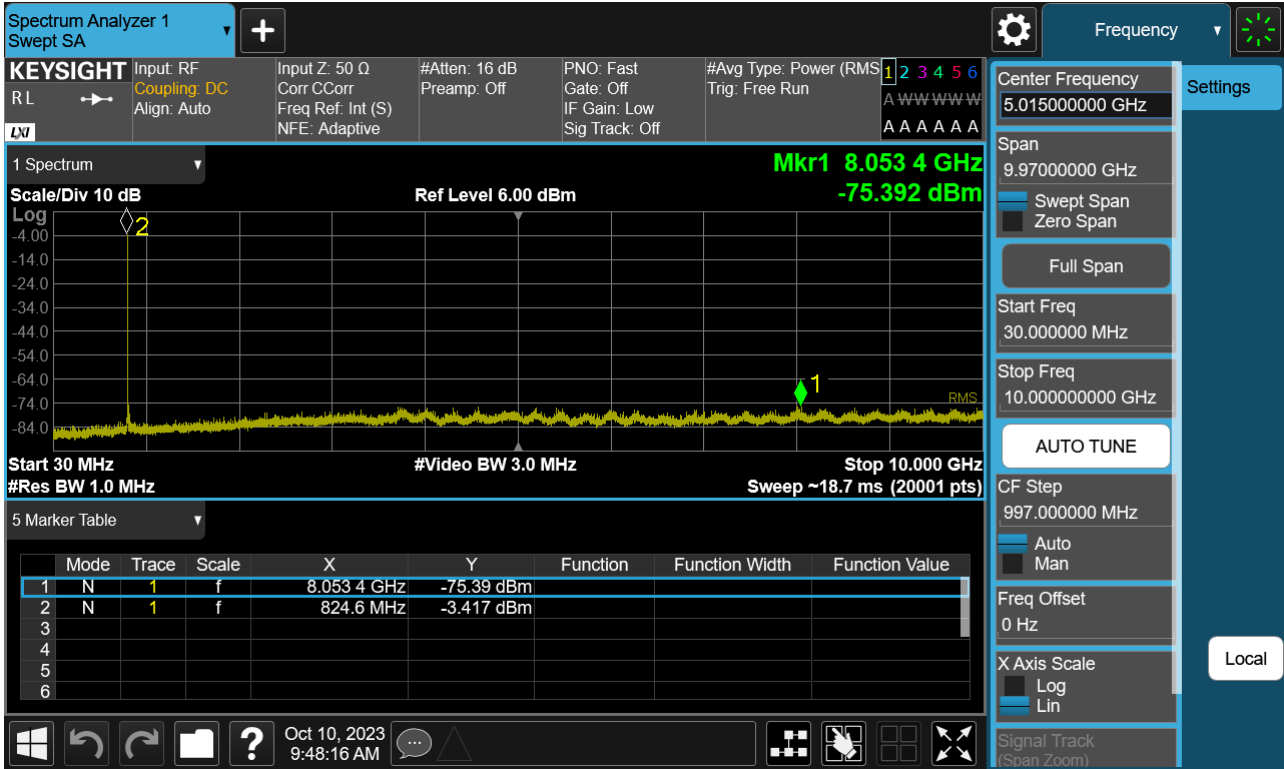 Spectrum Analyzer 1
Swept SA
+
Frequency
KEYSIGHT
R L
LXI
Input: RF
Coupling: DC
Align: Auto
Input Z: 50 Ω
Corr CCorr
Freq Ref: Int (S)
NFE: Adaptive
#Atten: 16 dB
Preamp: Off
PNO: Fast
Gate: Off
IF Gain: Low
Sig Track: Off
#Avg Type: Power (RMS
Trig: Free Run
1 2 3 4 5 6
A W W W W W
A A A A A A
1 Spectrum
Mkr1 8.053 4 GHz
Scale/Div 10 dB
Ref Level 6.00 dBm
-75.392 dBm
Log
2
-4.00
-14.0
-24.0
-34.0
-44.0
-54.0
-64.0
1
-74.0
RMS
-84.0
Start 30 MHz
#Video BW 3.0 MHz
Stop 10.000 GHz
#Res BW 1.0 MHz
Sweep ~18.7 ms (20001 pts)
5 Marker Table
Mode Trace Scale X Y Function Function Width Function Value
1 N 1 f 8.053 4 GHz -75.39 dBm
2 N 1 f 824.6 MHz -3.417 dBm
3
4
5
6
?
Oct 10, 2023
9:48:16 AM
Center Frequency
5.015000000 GHz
Span
9.97000000 GHz
Swept Span
Zero Span
Full Span
Start Freq
30.000000 MHz
Stop Freq
10.000000000 GHz
AUTO TUNE
CF Step
997.000000 MHz
Auto
Man
Freq Offset
0 Hz
X Axis Scale
Log
Lin
Signal Track
(Span Zoom)
Settings
Local